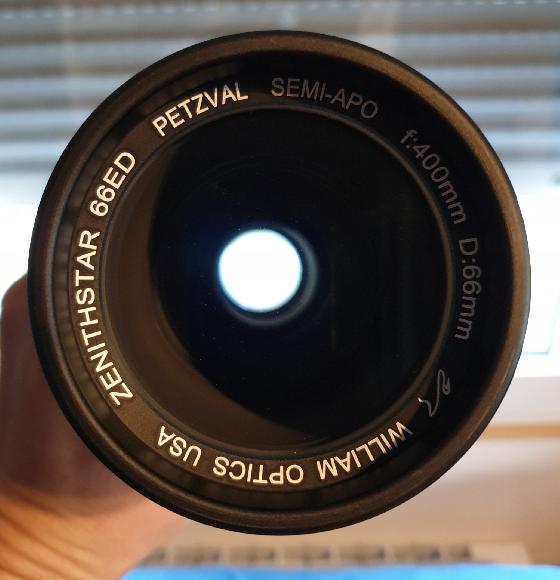 ZENITHSTAR 66ED PETZVAL SEMI-APO f:400mm D:66mm
WILLIAM OPTICS USA